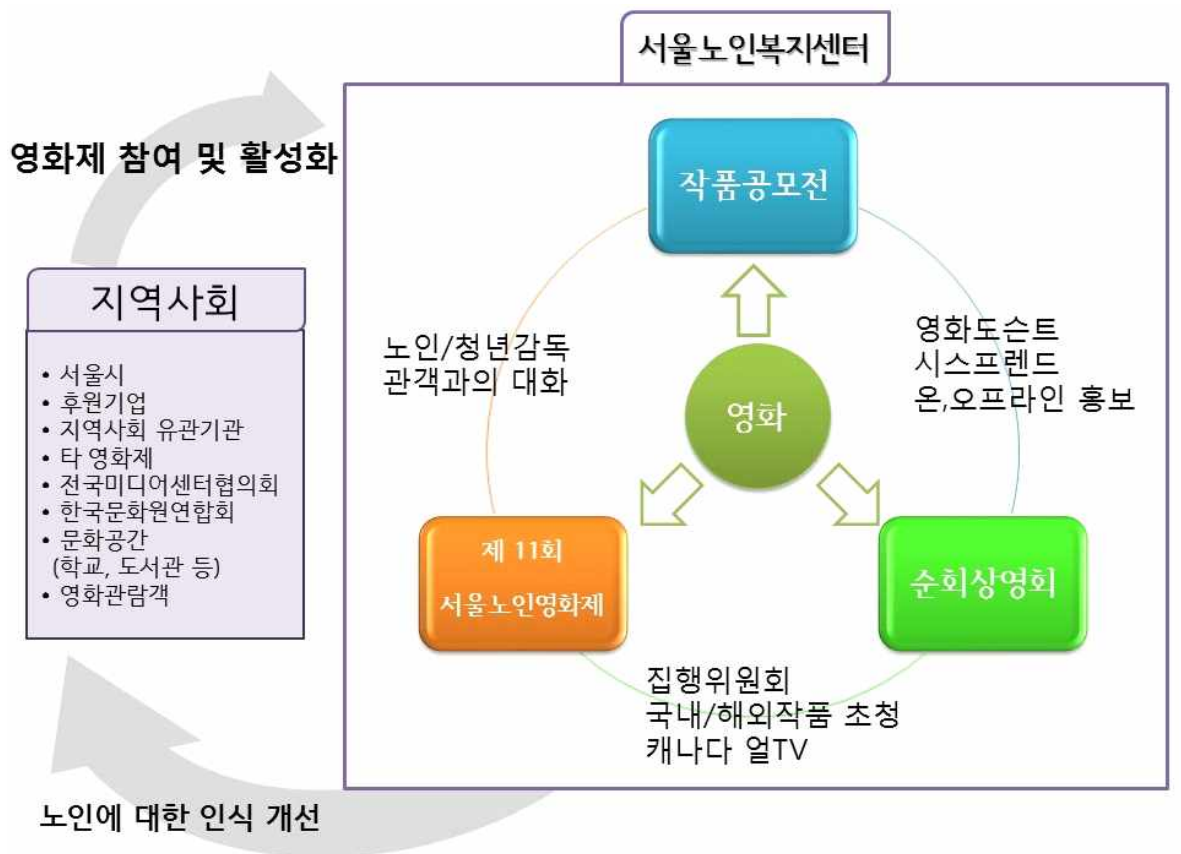 서울노인복지센터
영화제 참여 및 활성화
작품공모전
지역사회
• 서울시
• 후원기업
• 지역사회 유관기관
• 타 영화제
• 전국미디어센터협의회
• 한국문화원연합회
• 문화공간
(학교, 도서관 등)
• 영화관람객
노인/청년감독
관객과의 대화
영화
영화도슨트
시스프렌드
온,오프라인 홍보
제 11회
서울노인영화제
순회상영회
집행위원회
국내/해외작품 초청
캐나다 얼TV
노인에 대한 인식 개선